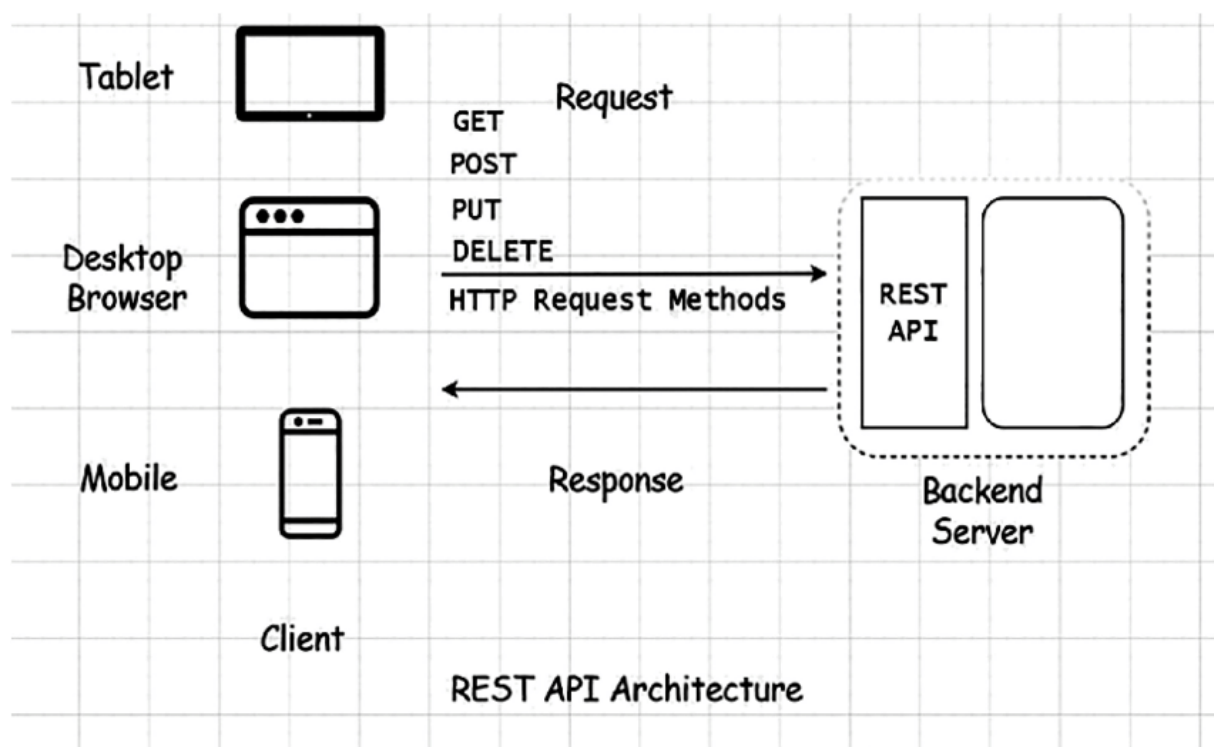 Tablet
Request
GET
POST
PUT
DELETE
HTTP Request Methods
Desktop
Browser
REST
API
Mobile
Response
Backend
Server
Client
REST API Architecture